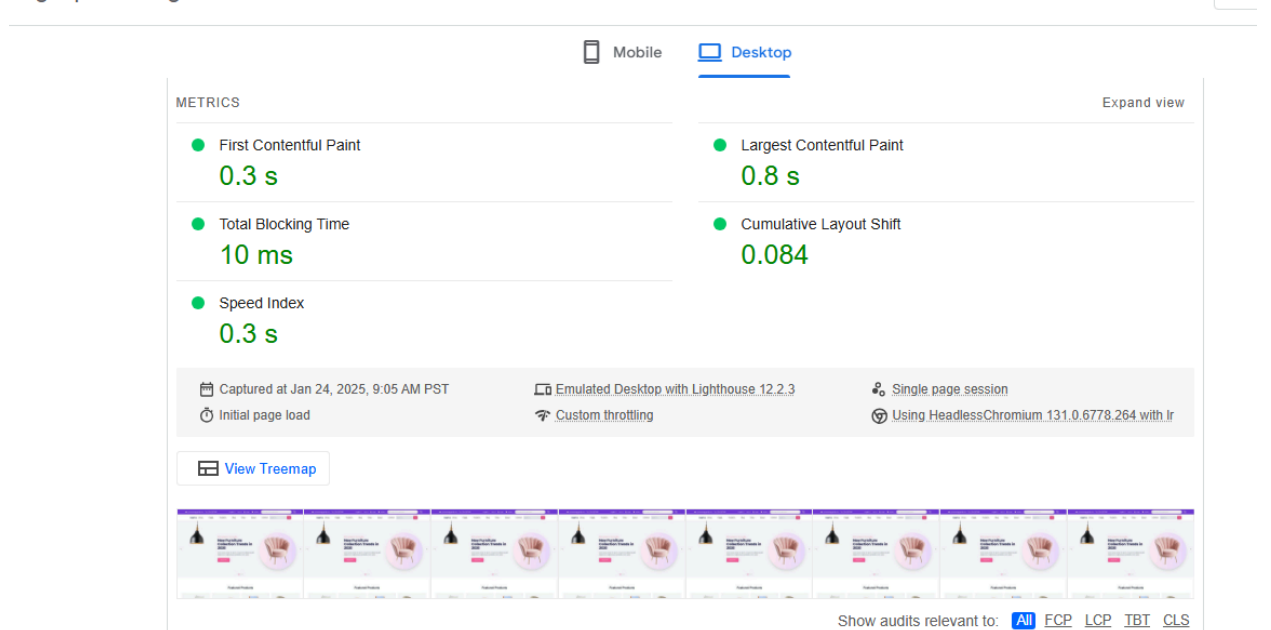 Mobile
Desktop
METRICS
Expand view
First Contentful Paint
0.3 s
Largest Contentful Paint
0.8 s
Total Blocking Time
10 ms
Cumulative Layout Shift
0.084
Speed Index
0.3 s
Captured at Jan 24, 2025, 9:05 AM PST
Emulated Desktop with Lighthouse 12.2.3
Single page session
Initial page load
Custom throttling
Using HeadlessChromium 131.0.6778.264 with lr
View Treemap
Show audits relevant to: All FCP LCP TBT CLS